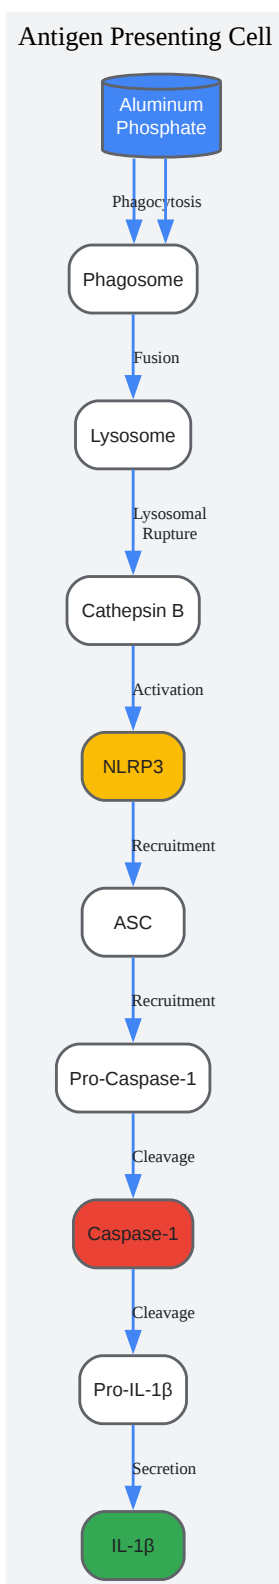 Antigen Presenting Cell
Aluminum
Phosphate
Phagocytosis
Phagosome
Fusion
Lysosome
Lysosomal
Rupture
Cathepsin B
Activation
NLRP3
Recruitment
ASC
Recruitment
Pro-Caspase-1
Cleavage
Caspase-1
Cleavage
Pro-IL-1β
Secretion
IL-1β